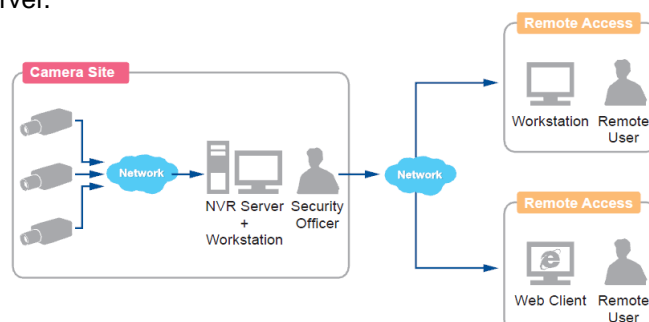 Camera Site
Network
NVR Server
+
Workstation
Security
Officer
Network
Remote Access
Workstation
Remote
User
Remote Access
Web Client
Remote
User